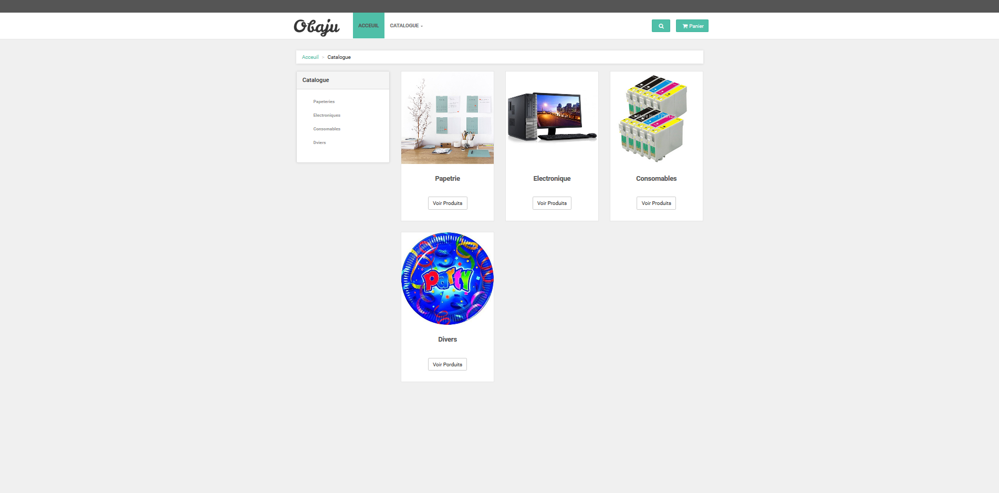 Obaju
ACCEUIL
CATALOGUE
Panier
Acceuil > Catalogue
Catalogue
Papeteries
Electroniques
Consomables
Dviers
Papetrie
Electronique
Consomables
Voir Produits
Voir Produits
Voir Produits
party
Divers
Voir Porduits